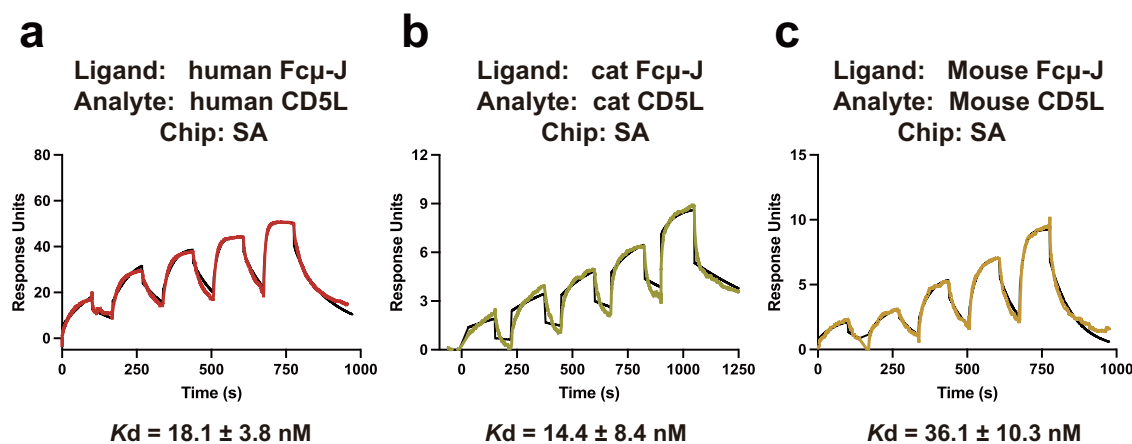 a
Ligand: human Fcμ-J
Analyte: human CD5L
Chip: SA
Response Units
80
60
40
20
0
0 250 500 750 1000
Time (s)
Kd = 18.1 ± 3.8 nM
b
Ligand: cat Fcμ-J
Analyte: cat CD5L
Chip: SA
Response Units
12
9
6
3
0
0 250 500 750 1000 1250
Time (s)
Kd = 14.4 ± 8.4 nM
c
Ligand: Mouse Fcμ-J
Analyte: Mouse CD5L
Chip: SA
Response Units
15
10
5
0
0 250 500 750 1000
Time (s)
Kd = 36.1 ± 10.3 nM